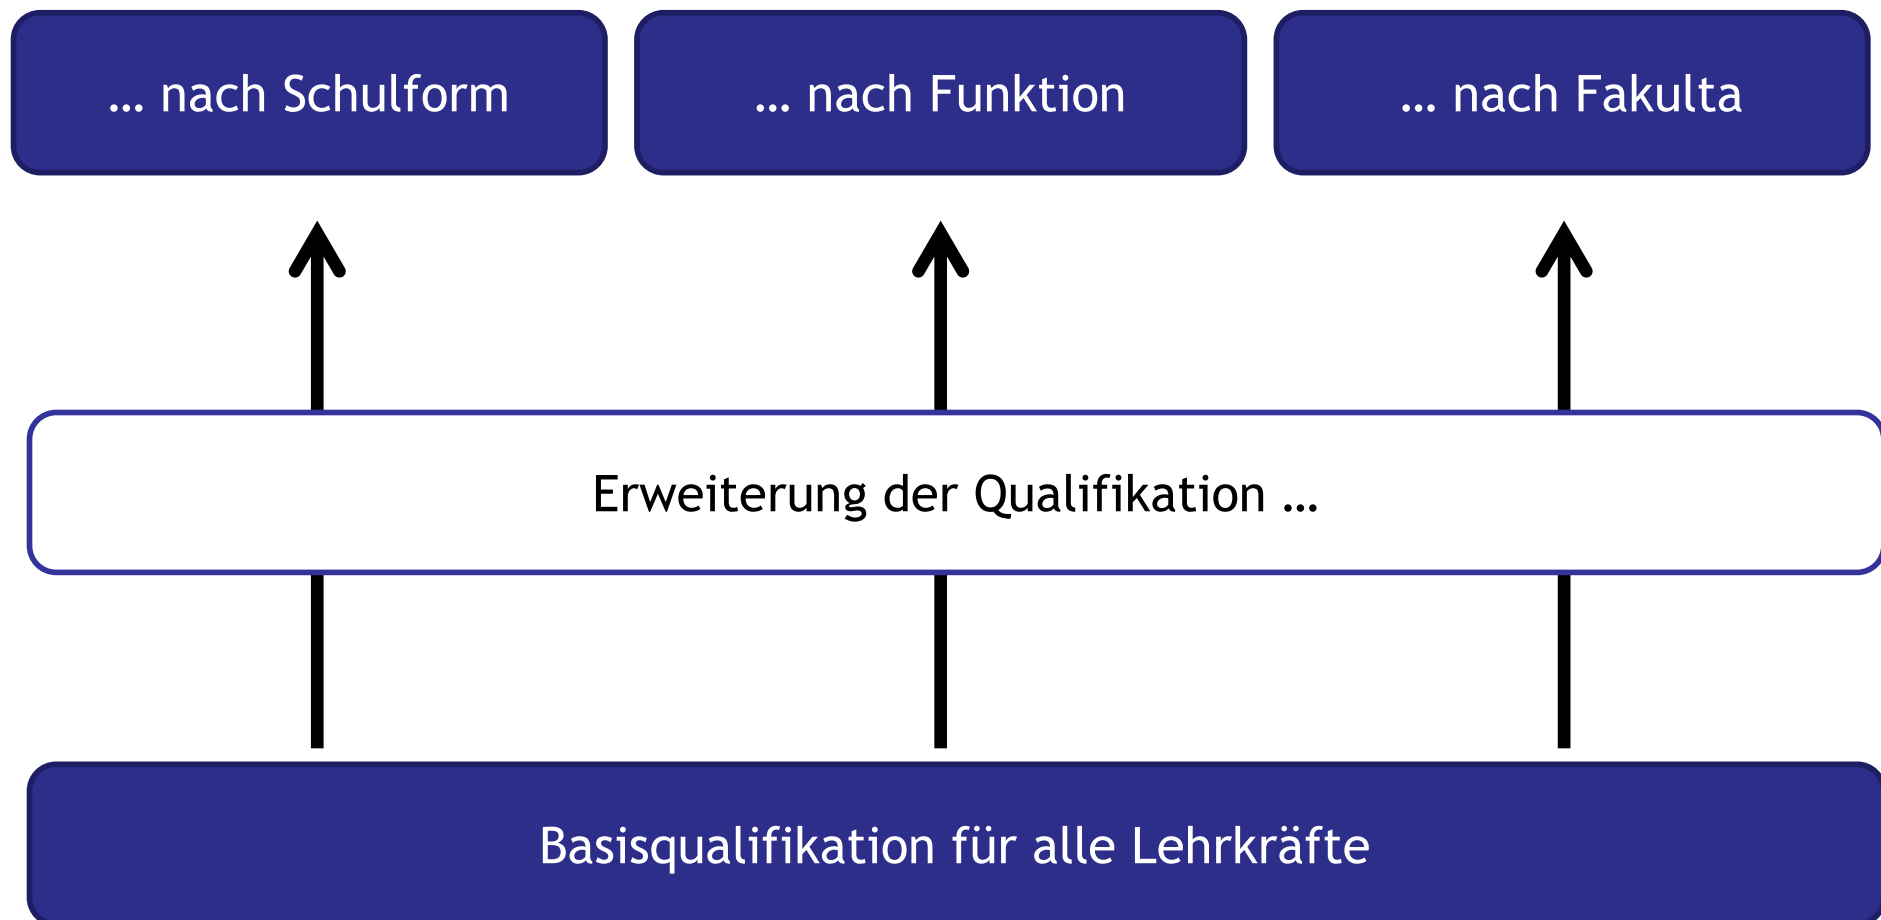 … nach Schulform
… nach Funktion
… nach Fakulta
Erweiterung der Qualifikation …
Basisqualifikation für alle Lehrkräfte